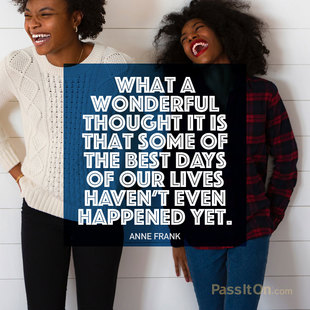 WHAT A
WONDERFUL
THOUGHT IT IS
THAT SOME OF
THE BEST DAYS
OF OUR LIVES
HAVEN'T EVEN
HAPPENED YET.
ANNE FRANK
PassItOn.com